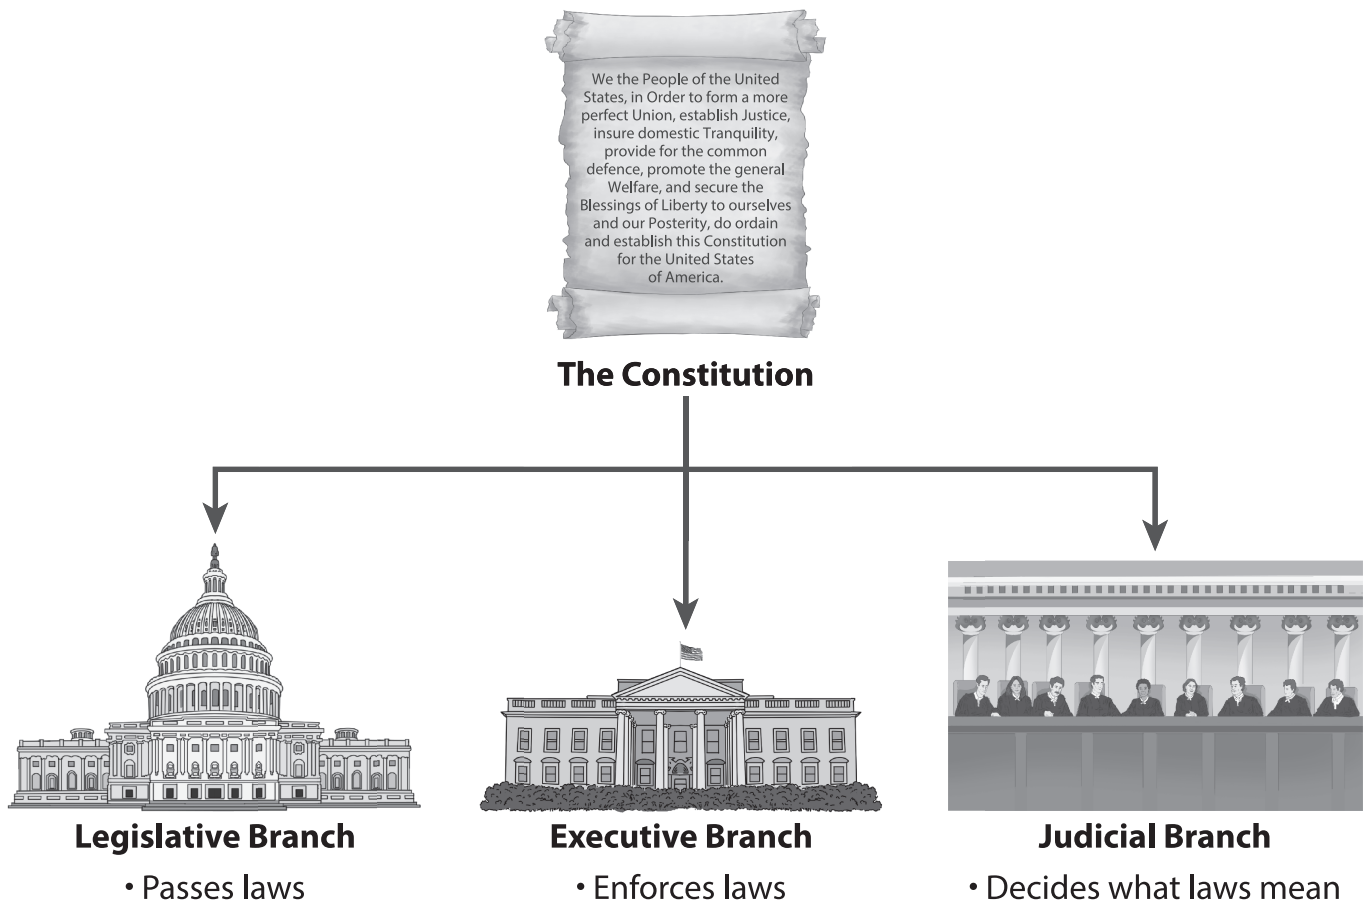 We the People of the United
States, in Order to form a more
perfect Union, establish Justice,
insure domestic Tranquility,
provide for the common
defence, promote the general
Welfare, and secure the
Blessings of Liberty to ourselves
and our Posterity, do ordain
and establish this Constitution
for the United States
of America.
The Constitution
Legislative Branch
• Passes laws
Executive Branch
• Enforces laws
Judicial Branch
• Decides what laws mean